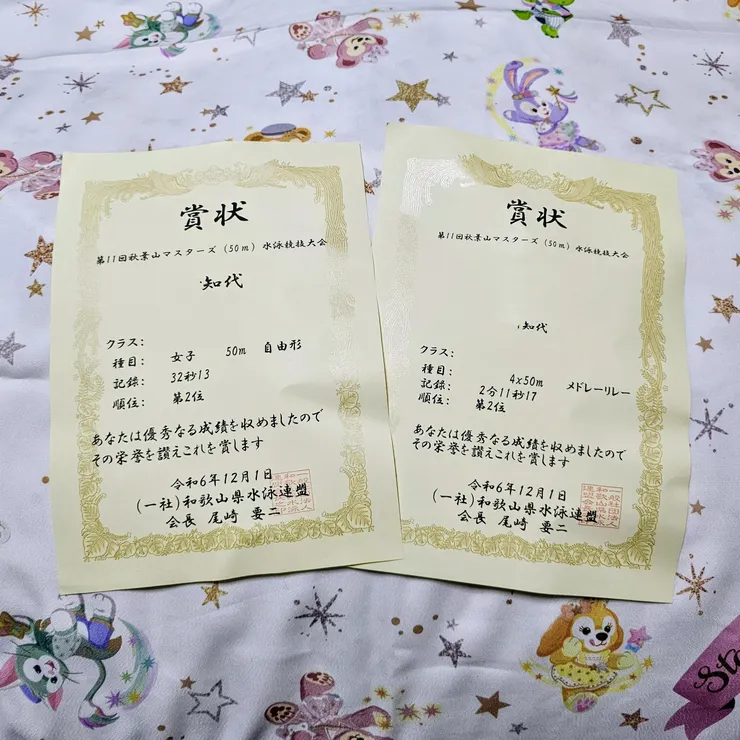 賞状
第11回秋葉山マスターズ（50m）水泳競技大会
知代
クラス：
種目： 女子 50m 自由形
記録： 32秒13
順位： 第2位
あなたは優秀なる成績を収めましたので
その栄誉を讃えこれを賞します
令和6年12月1日
（一社）和歌山県水泳連盟
会長 尾崎 要二
賞状
第11回秋葉山マスターズ（50m）水泳競技大会
知代
クラス：
種目： 4x50m メドレーリレー
記録： 2分11秒17
順位： 第2位
あなたは優秀なる成績を収めましたので
その栄誉を讃えこれを賞します
令和6年12月1日
（一社）和歌山県水泳連盟
会長 尾崎 要二